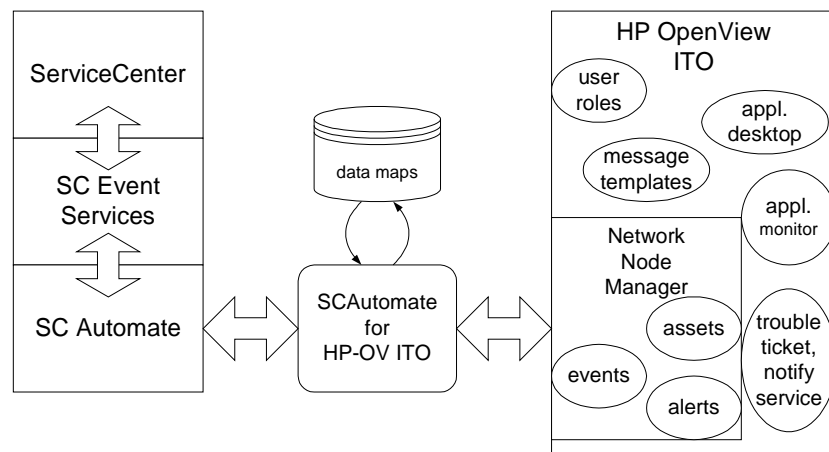 ServiceCenter
SC Event
Services
SC Automate
data maps
SCAutomate
for
HP-OV ITO
HP OpenView
ITO
user
roles
appl.
desktop
message
templates
appl.
monitor
Network
Node
Manager
assets
events
alerts
trouble
ticket,
notify
service